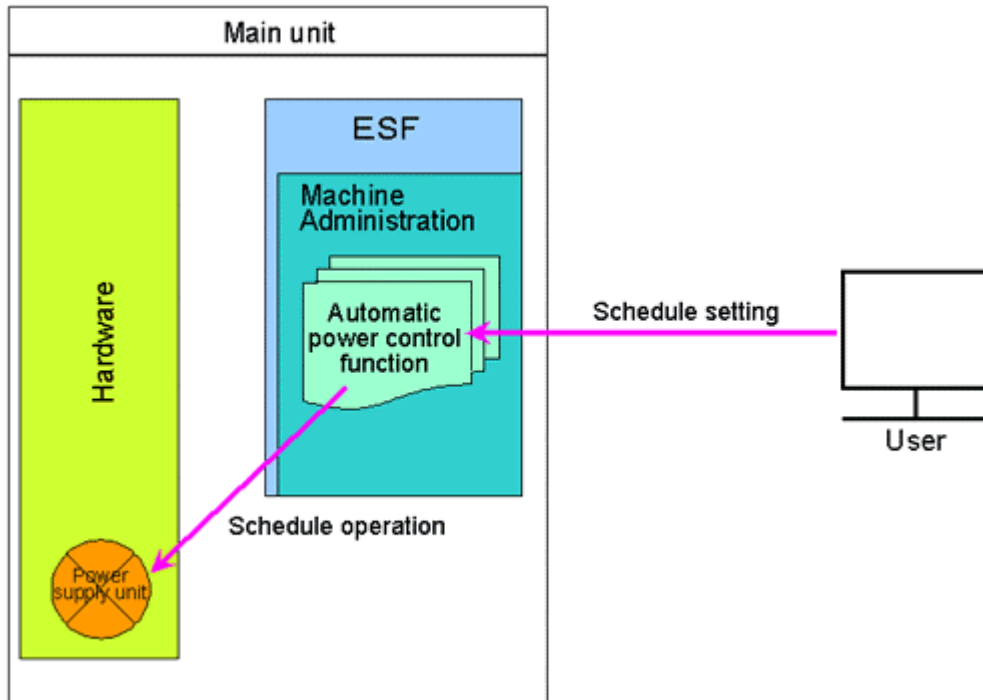 Main unit
ESF
Machine
Administration
Automatic
power control
function
Schedule setting
Hardware
User
Schedule operation
Power
supply unit